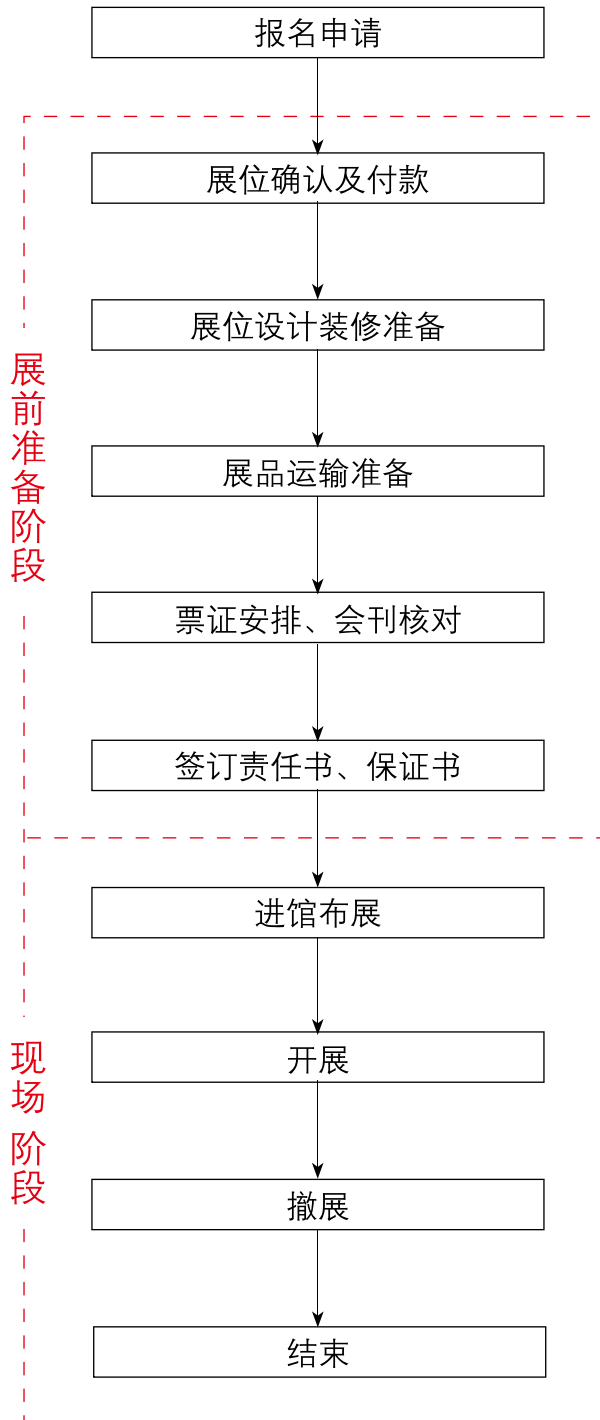 报名申请
展位确认及付款
展位设计装修准备
展前准备阶段
展品运输准备
票证安排、会刊核对
签订责任书、保证书
进馆布展
开展
现场阶段
撤展
结束